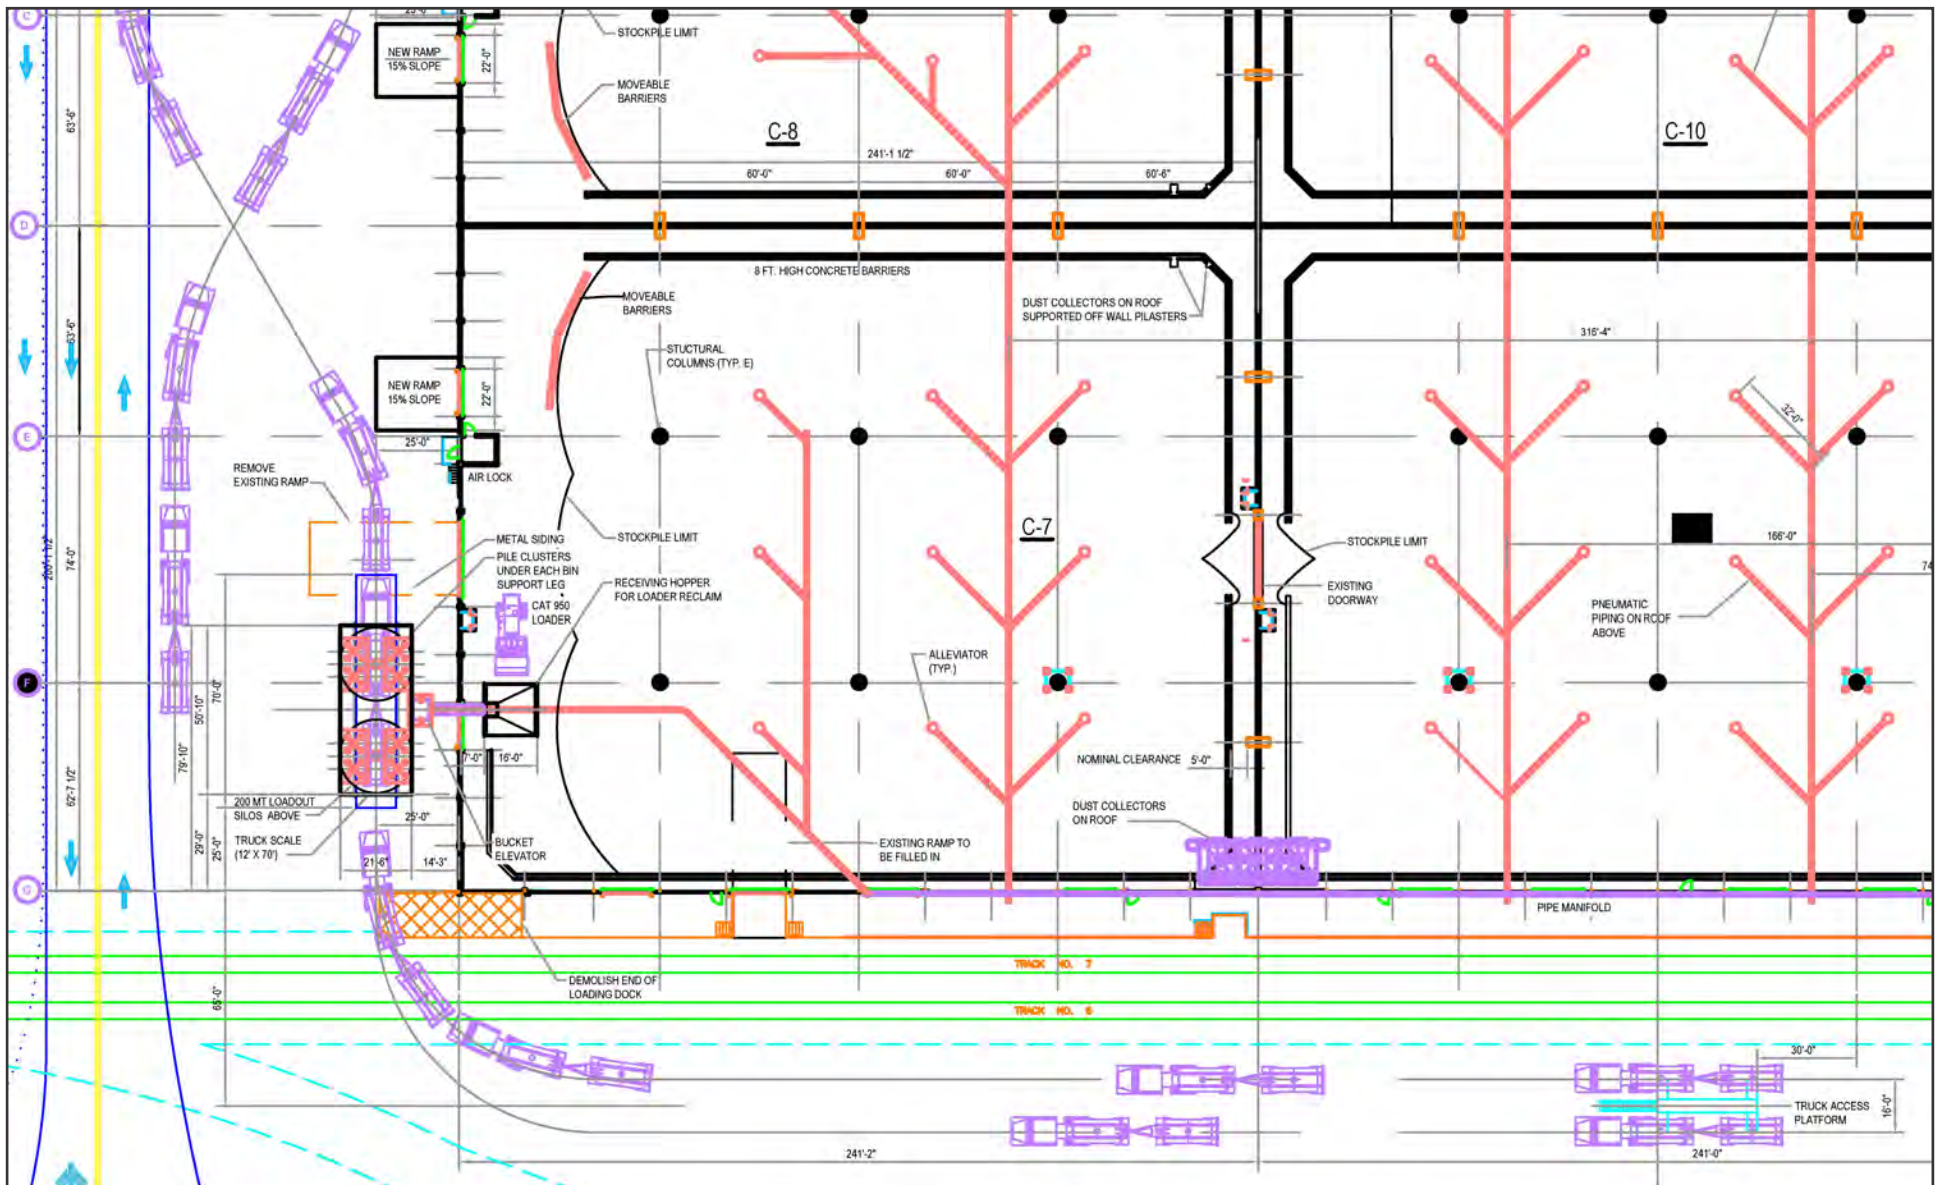 C
25'-0"
NEW RAMP
15% SLOPE
22'-0"
STOCKPILE LIMIT
MOVEABLE
BARRIERS
C-8
C-10
63'-6"
241'-1 1/2"
60'-0"
60'-0"
60'-6"
D
8 FT. HIGH CONCRETE BARRIERS
MOVEABLE
BARRIERS
DUST COLLECTORS ON ROOF
SUPPORTED OFF WALL PILASTERS
63'-6"
316'-4"
STUCTURAL
COLUMNS (TYP. E)
NEW RAMP
15% SLOPE
22'-0"
32'-0"
E
25'-0"
REMOVE
EXISTING RAMP
AIR LOCK
C-7
METAL SIDING
STOCKPILE LIMIT
STOCKPILE LIMIT
166'-0"
74
200'-1 1/2"
74'-0"
PILE CLUSTERS
UNDER EACH BIN
SUPPORT LEG
RECEIVING HOPPER
FOR LOADER RECLAIM
CAT 950
LOADER
EXISTING
DOORWAY
PNEUMATIC
PIPING ON ROOF
ABOVE
ALLEVIATOR
(TYP.)
F
70'-0"
50'-10"
79'-10"
7'-0"
16'-0"
NOMINAL CLEARANCE 5'-0"
62'-7 1/2"
200 MT LOADOUT
SILOS ABOVE
25'-0"
DUST COLLECTORS
ON ROOF
TRUCK SCALE
(12' X 70')
29'-0"
25'-0"
BUCKET
ELEVATOR
EXISTING RAMP TO
BE FILLED IN
21'-6"
14'-3"
G
PIPE MANIFOLD
TRACK NO. 7
DEMOLISH END OF
LOADING DOCK
65'-0"
TRACK NO. 6
30'-0"
TRUCK ACCESS
PLATFORM
16'-0"
241'-2"
241'-0"